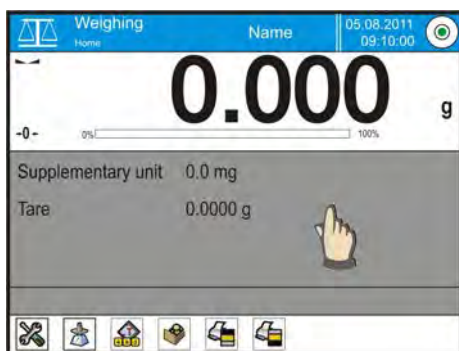 Weighing
Home
Name
05.08.2011
09:10:00
0.000 g
-0-
0%
100%
Supplementary unit 0.0 mg
Tare 0.0000 g